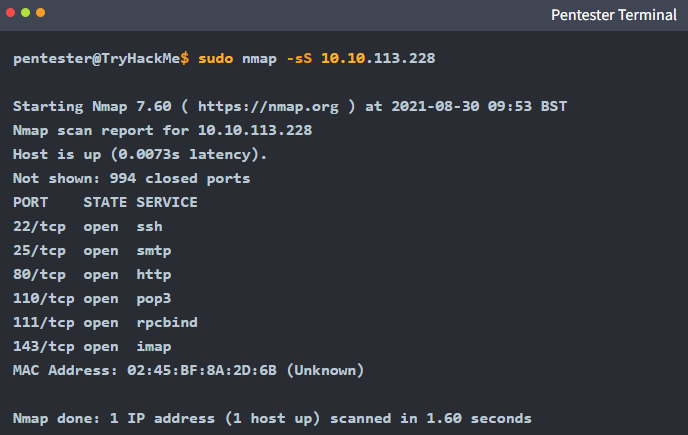 Pentester Terminal
pentester@TryHackMe$ sudo nmap -sS 10.10.113.228
Starting Nmap 7.60 ( https://nmap.org ) at 2021-08-30 09:53 BST
Nmap scan report for 10.10.113.228
Host is up (0.0073s latency).
Not shown: 994 closed ports
PORT    STATE SERVICE
22/tcp  open  ssh
25/tcp  open  smtp
80/tcp  open  http
110/tcp open  pop3
111/tcp open  rpcbind
143/tcp open  imap
MAC Address: 02:45:BF:8A:2D:6B (Unknown)
Nmap done: 1 IP address (1 host up) scanned in 1.60 seconds